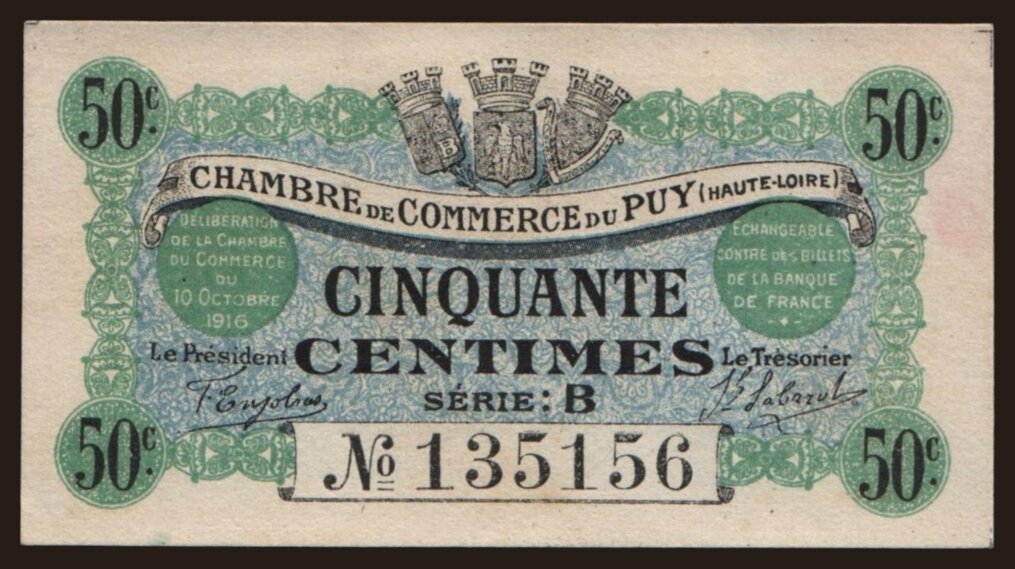 50c.
50c.
B
CHAMBRE DE COMMERCE DU PUY (HAUTE-LOIRE)
DÉLIBÉRATION
DE LA CHAMBRE
DU COMMERCE
DU
10 OCTOBRE
1916
ÉCHANGEABLE
CONTRE DES BILLETS
DE LA BANQUE
DE FRANCE
CINQUANTE
CENTIMES
Le Président
Le Trèsorier
SÉRIE: B
50c.
50c.
No 135156